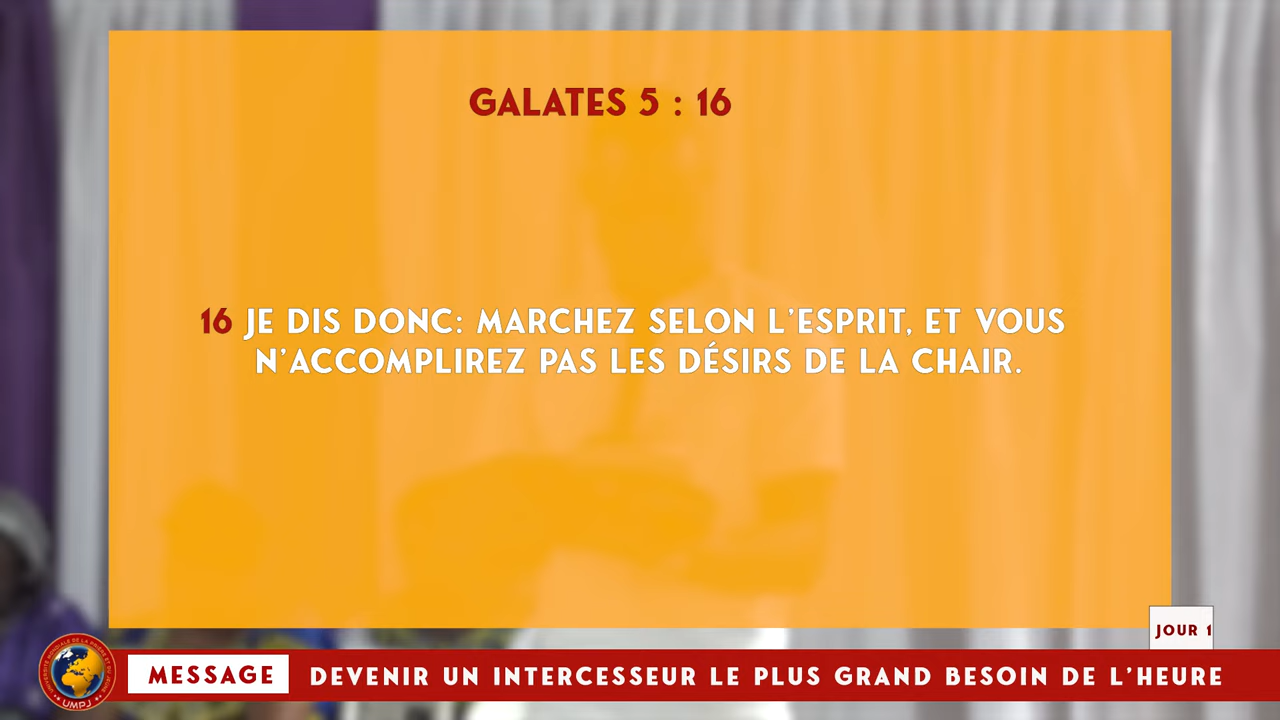 GALATES 5 : 16
16 JE DIS DONC: MARCHEZ SELON L'ESPRIT, ET VOUS
N'ACCOMPLIREZ PAS LES DÉSIRS DE LA CHAIR.
JOUR 1
MESSAGE
DEVENIR UN INTERCESSEUR LE PLUS GRAND BESOIN DE L'HEURE
UMPJ